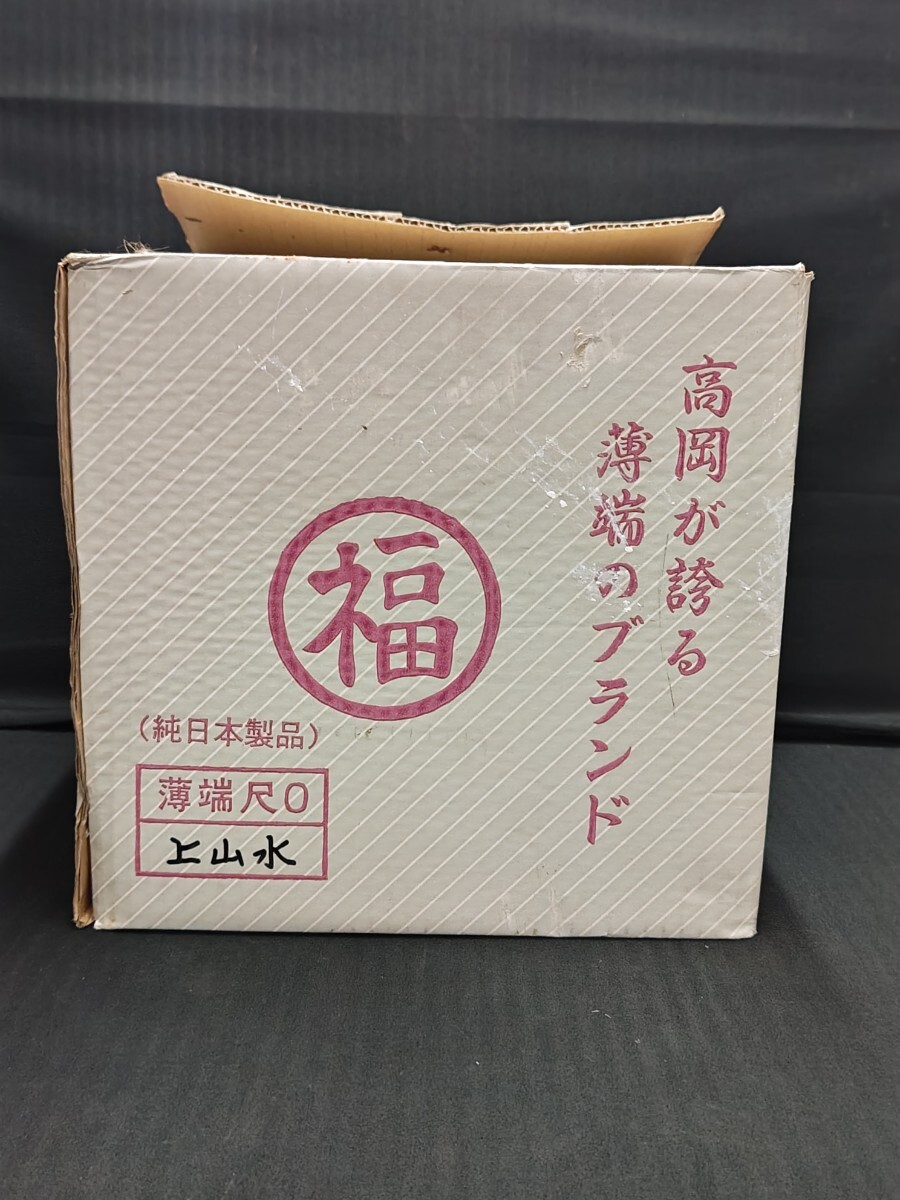 高岡が誇る
薄端のブランド
福
(純日本製品)
薄端尺0
上山水